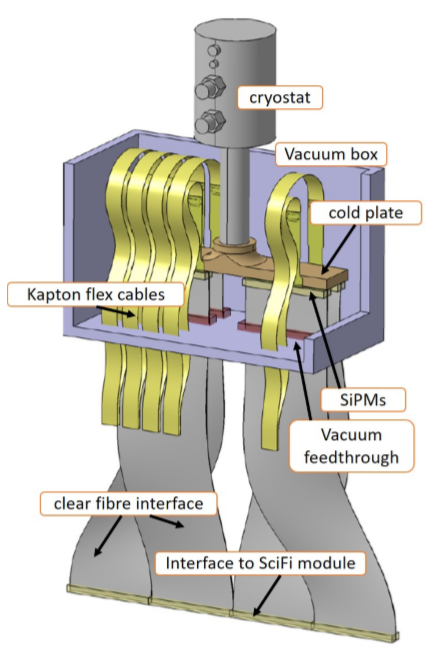 cryostat
Vacuum box
cold plate
Kapton flex cables
SiPMs
Vacuum
feedthrough
clear fibre interface
Interface to SciFi module